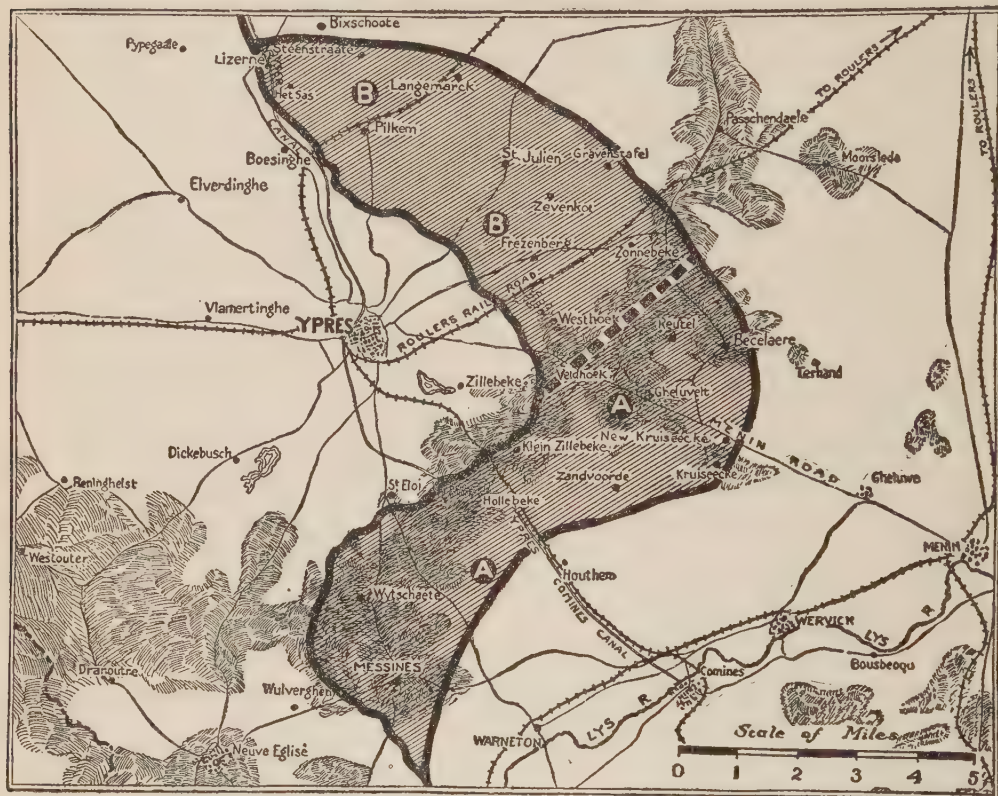 Bixschoote
Pypegaale
Steenstraate
Lizerne
Het Sas
B
Langemarck
TO ROULERS
TO ROULERS
Pilkem
Passchendaele
CANAL
Boesinghe
St. Julien
Gravenstafel
Moorslede
Elverdinghe
Zevenkot
B
Frezenberg
Zonnebeke
Vlamertinghe
YPRES
ROULERS RAIL ROAD
Westhoek
Keutel
Becelaere
Terhand
Veldhoek
Zillebeke
Gheluvelt
A
MENIN ROAD
Klein Zillebeke
New Kruiseecke
Dickebusch
Zandvoorde
Kruiseecke
Gheluwe
Reninghelst
St Eloi
Hollebeke
YPRES COMINES CANAL
Westouter
A
Houthem
MENIN
Wytschaete
WERVICK
LYS R
Bousbeoqu
Dranoutre
MESSINES
Comines
Wulverghem
LYS R
Neuve Eglise
WARNETON
Scale of Miles
0 1 2 3 4 5